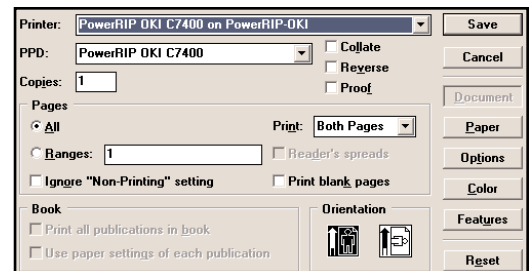 Printer: PowerRIP OKI C7400 on PowerRIP-OKI Save
PPD: PowerRIP OKI C7400 Collate Cancel
Reverse
Copies: 1 Proof
Document
Pages
All Print: Both Pages Paper
Ranges: 1 Reader's spreads Options
Ignore "Non-Printing" setting Print blank pages
Color
Book Orientation
Print all publications in book Features
Use paper settings of each publication
Reset